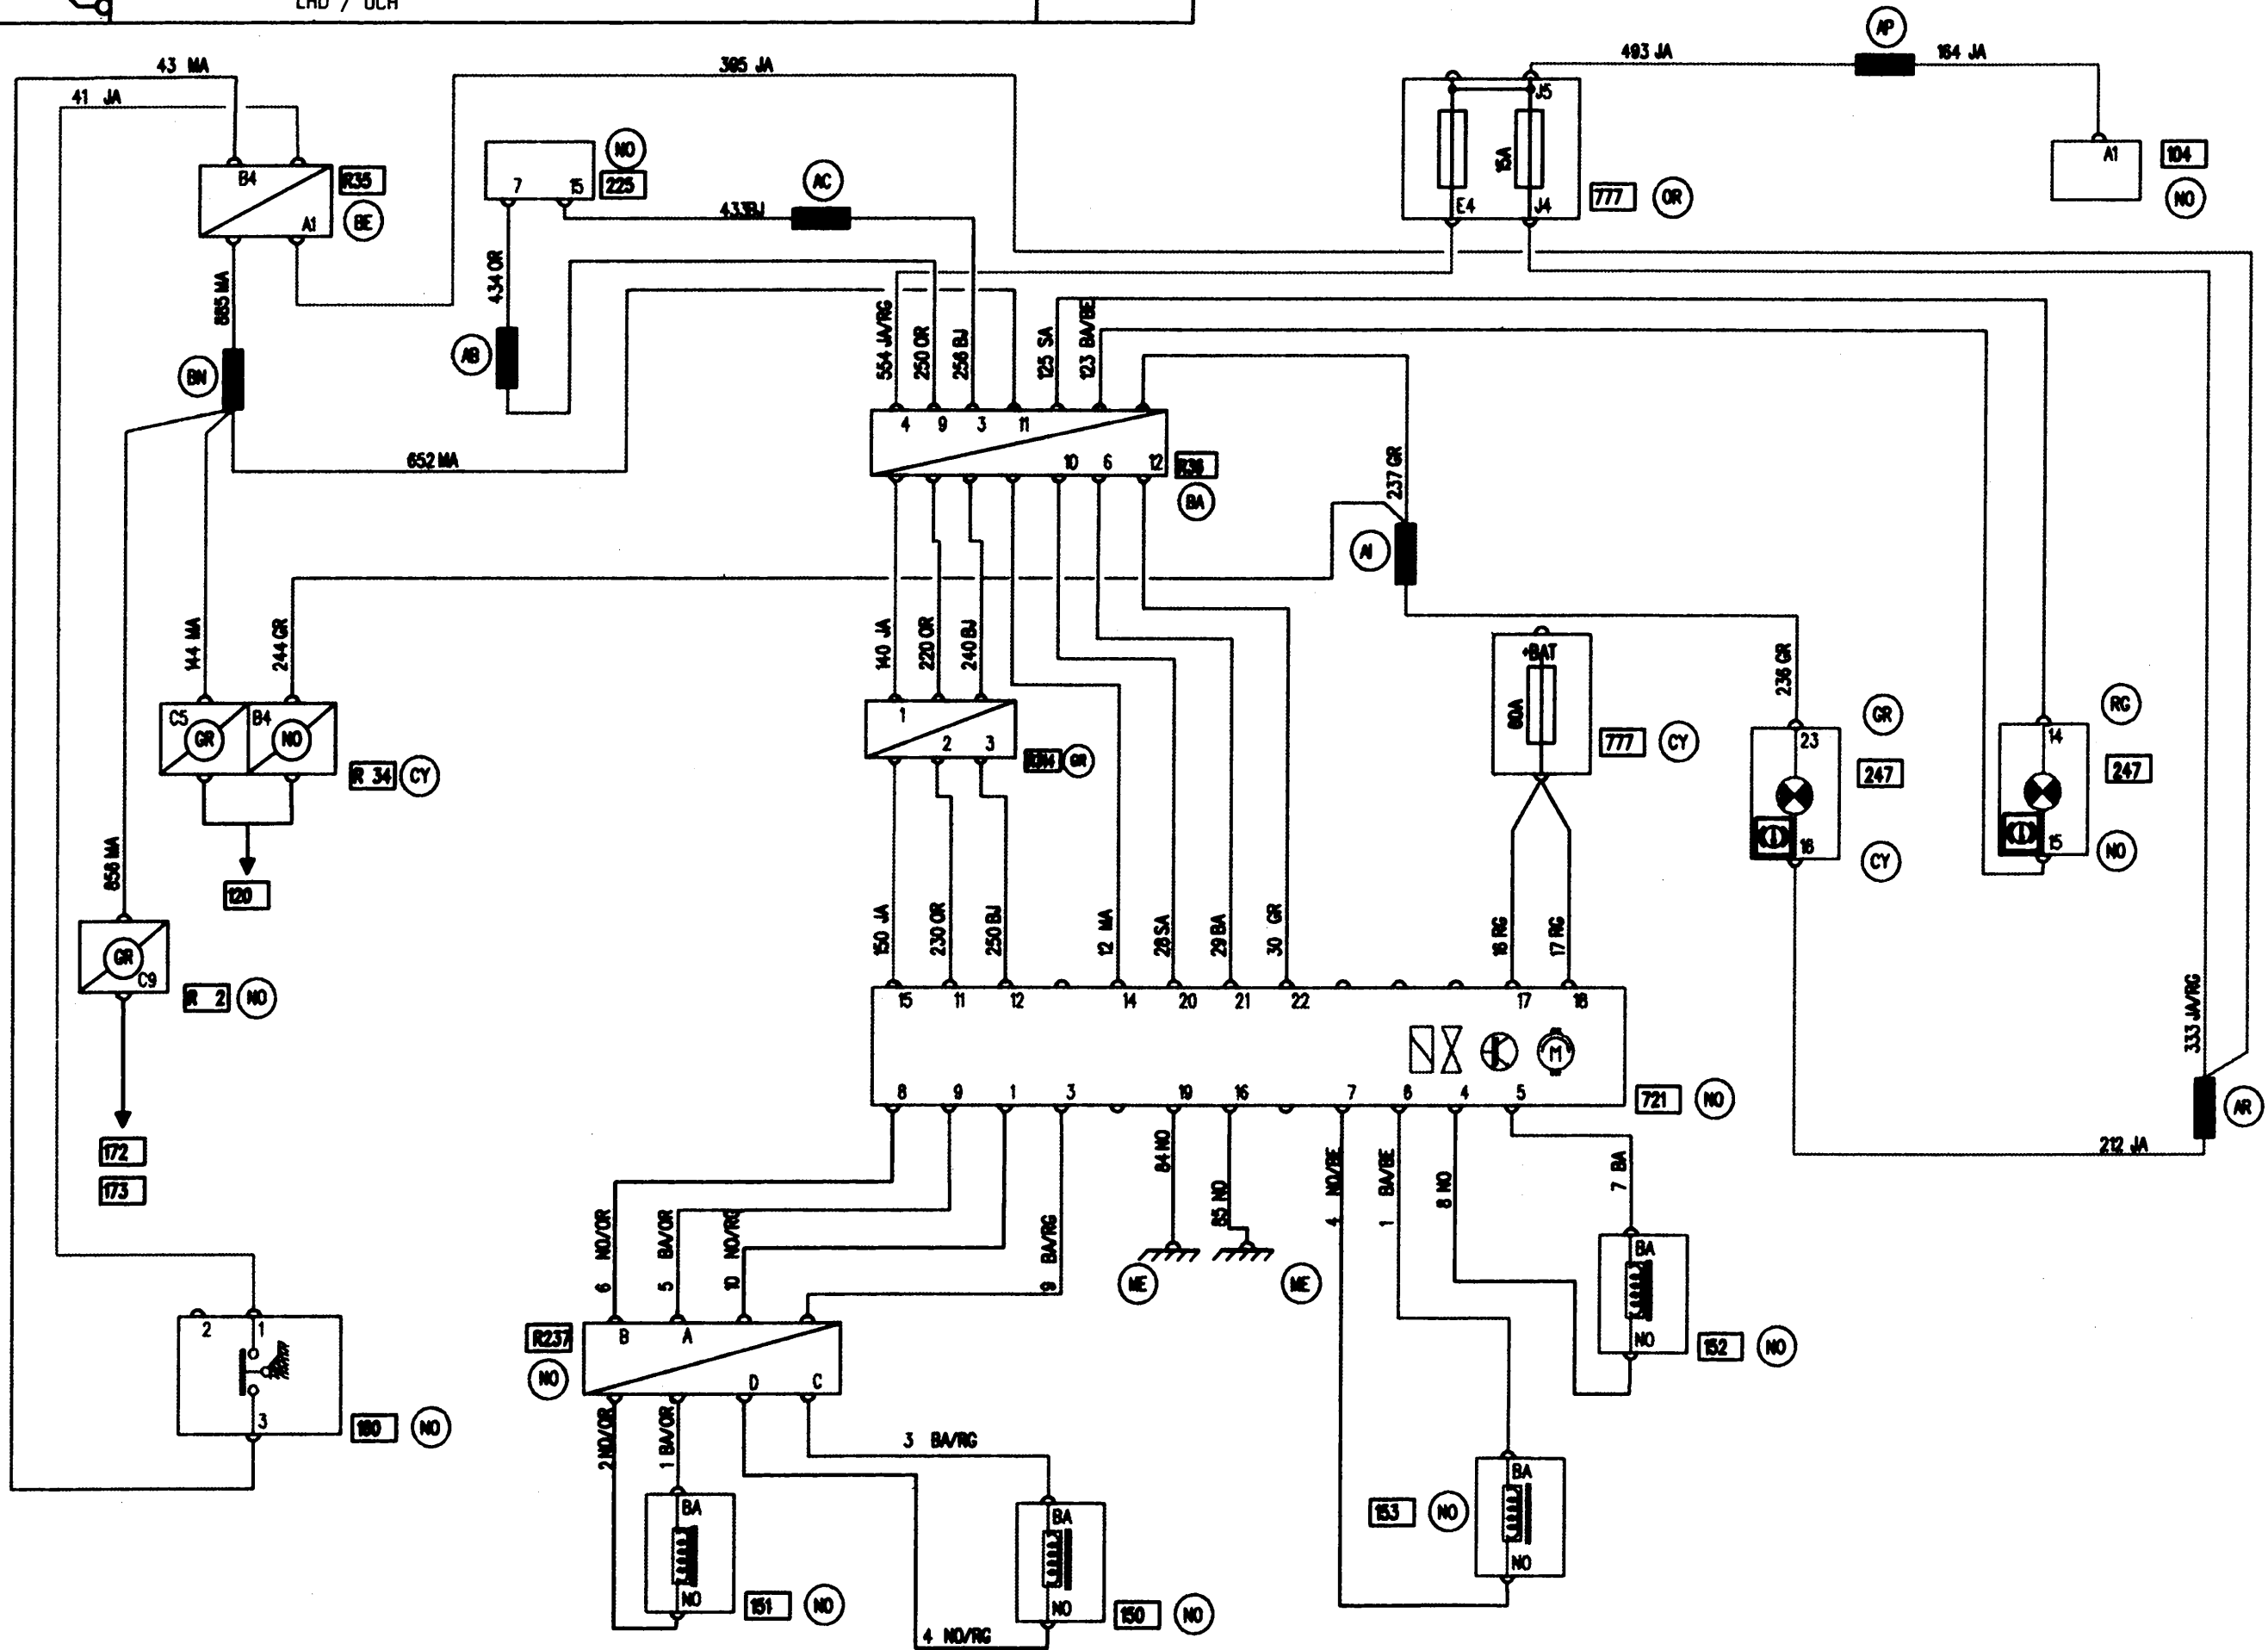 LHD / UCH
AP
493 JA
164 JA
43 MA
395 JA
41 JA
J5
15A
E4
J4
777
OR
A1
104
NO
B4
A1
R35
BE
NO
225
7
15
AC
433BJ
434 OR
AB
885 MA
BN
652 MA
554 JA/RG
250 OR
256 BJ
125 SA
123 BA/BE
4
9
3
11
10
6
12
R36
BA
237 GR
AI
144 MA
244 GR
140 JA
220 OR
240 BJ
C5
GR
B4
NO
R 34
CY
120
1
2
3
GR
+BAT
60A
777
CY
236 GR
23
16
GR
247
CY
RG
14
15
247
NO
856 MA
GR
C9
R 2
NO
172
173
150 JA
230 OR
250 BJ
12 MA
28 SA
29 BA
30 GR
16 RG
17 RG
15
11
12
14
20
21
22
17
18
M
8
9
1
3
19
16
7
6
4
5
721
NO
333 JA/RG
AR
212 JA
6 NO/OR
5 BA/OR
10 NO/RG
9 BA/RG
84 NO
85 NO
4 NO/BE
1 BA/BE
8 NO
7 BA
ME
ME
BA
NO
152
NO
2
1
3
160
NO
R237
NO
B
A
D
C
2 NO/OR
1 BA/OR
3 BA/RG
4 NO/RG
BA
NO
151
NO
BA
NO
150
NO
153
NO
BA
NO